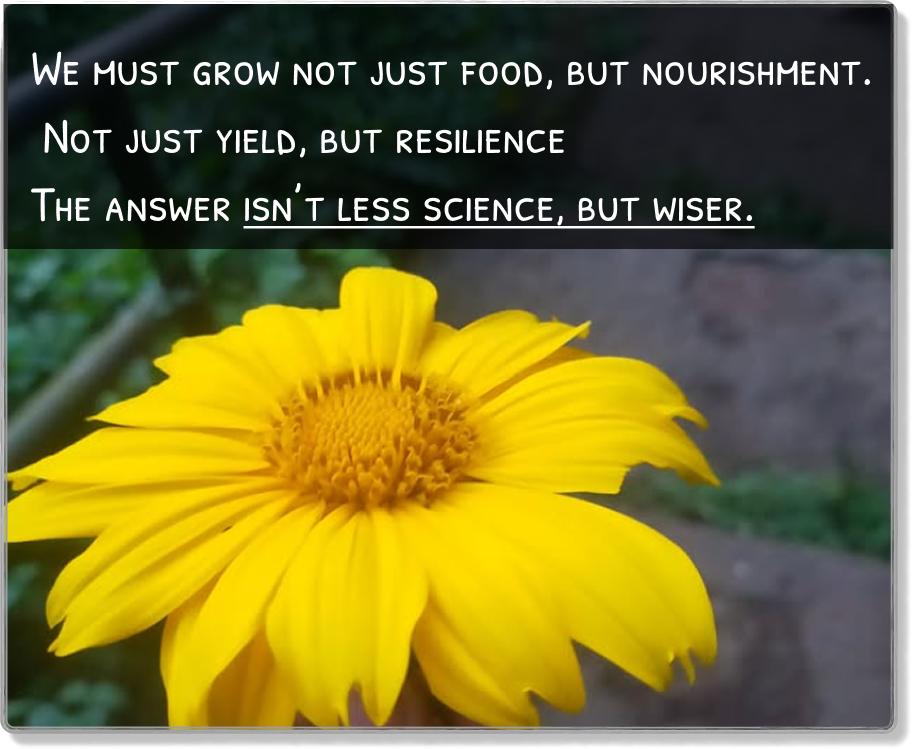 We must grow not just food, but nourishment.
Not just yield, but resilience
The answer isn't less science, but wiser.